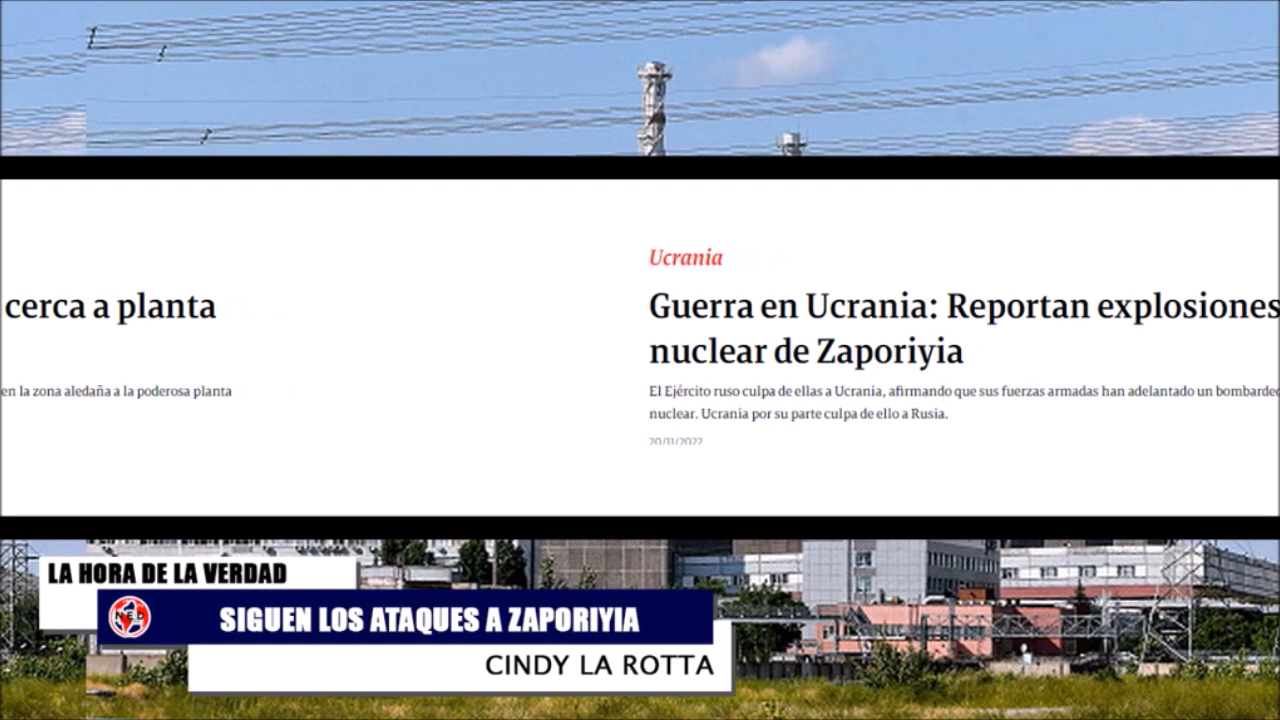 cerca a planta
en la zona aledaña a la poderosa planta
Ucrania
Guerra en Ucrania: Reportan explosiones
nuclear de Zaporiyia
El Ejército ruso culpa de ellas a Ucrania, afirmando que sus fuerzas armadas han adelantado un bombardeo
nuclear. Ucrania por su parte culpa de ello a Rusia.
20/11/2022
LA HORA DE LA VERDAD
SIGUEN LOS ATAQUES A ZAPORIYIA
CINDY LA ROTTA